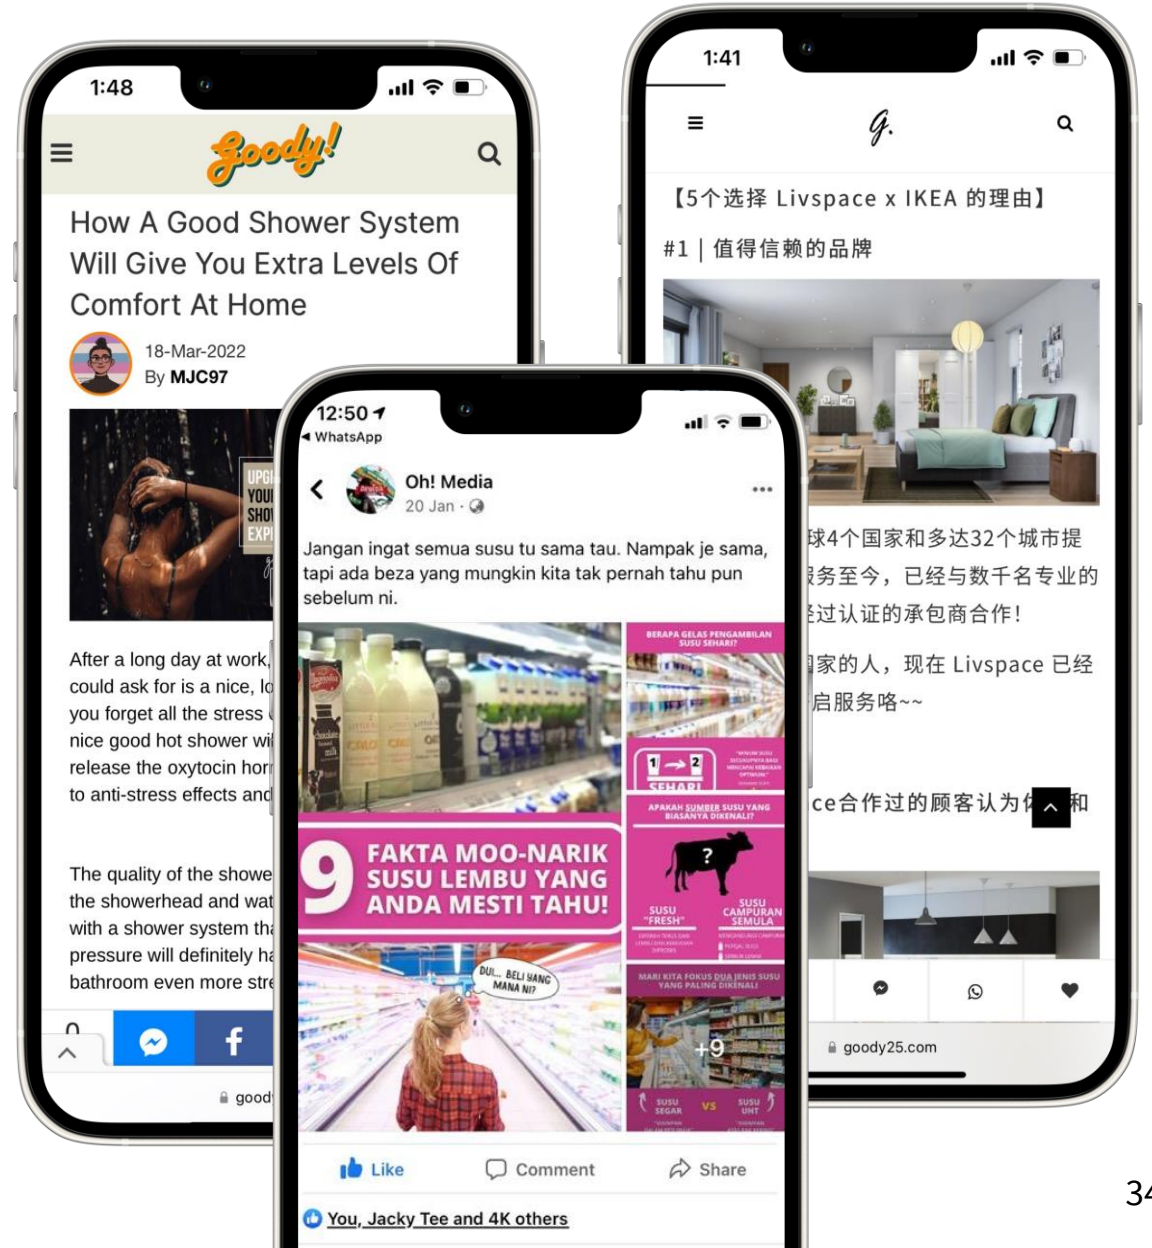 1:48
Goody!
How A Good Shower System
Will Give You Extra Levels Of
Comfort At Home
18-Mar-2022
By MJC97
After a long day at work,
could ask for is a nice,
you forget all the stress
nice good hot shower
release the oxytocin
to anti-stress effects and
The quality of the
the showerhead and
with a shower system
pressure will definitely
bathroom even more
1:41
g.
【5个选择 Livspace x IKEA 的理由】
#1 | 值得信赖的品牌
球4个国家和多达32个城市提
服务至今，已经与数千名专业的
经过认证的承包商合作！
国家的人，现在 Livspace 已经
启服务咯~~
ce合作过的顾客认为
和
goody25.com
12:50
WhatsApp
Oh! Media
20 Jan ·
Jangan ingat semua susu tu sama tau. Nampak je sama,
tapi ada beza yang mungkin kita tak pernah tahu pun
sebelum ni.
9 FAKTA MOO-NARIK
SUSU LEMBU YANG
ANDA MESTI TAHU!
DUI... BELI YANG
MANA NI?
BERAPA GELAS PENGAMBILAN
SUSU SEHARI?
1 → 2
SEHARI
APAKAH SUMBER SUSU YANG
BIASANYA DIKENALI?
?
SUSU
"FRESH"
SUSU
CAMPURAN
SEMULA
MARI KITA FOKUS DUA JENIS SUSU
YANG PALING DIKENALI
+9
SUSU
SEGAR
VS
SUSU
UHT
Like
Comment
Share
You, Jacky Tee and 4K others
34